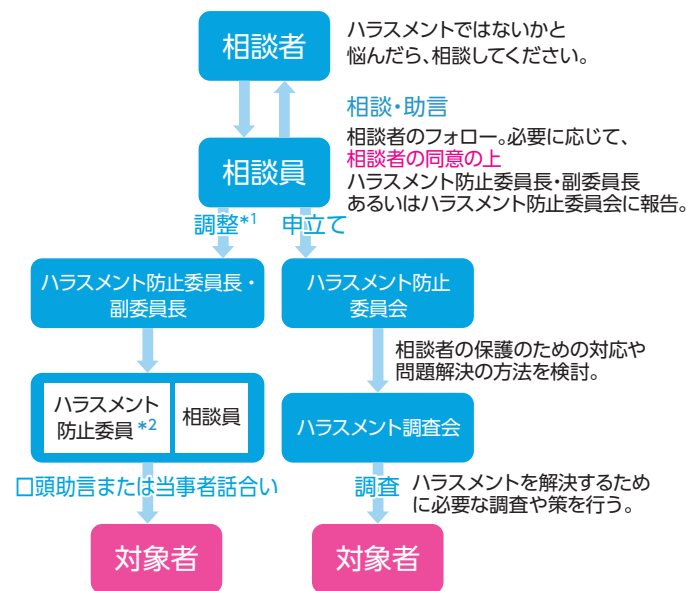 相談者
ハラスメントではないかと
悩んだら、相談してください。
相談・助言
相談者のフォロー。必要に応じて、
相談者の同意の上
ハラスメント防止委員長・副委員長
あるいはハラスメント防止委員会に報告。
相談員
調整*1
申立て
ハラスメント防止委員長・
副委員長
ハラスメント防止
委員会
相談者の保護のための対応や
問題解決の方法を検討。
ハラスメント
防止委員*2
相談員
ハラスメント調査会
口頭助言または当事者話合い
調査
ハラスメントを解決するため
に必要な調査や策を行う。
対象者
対象者